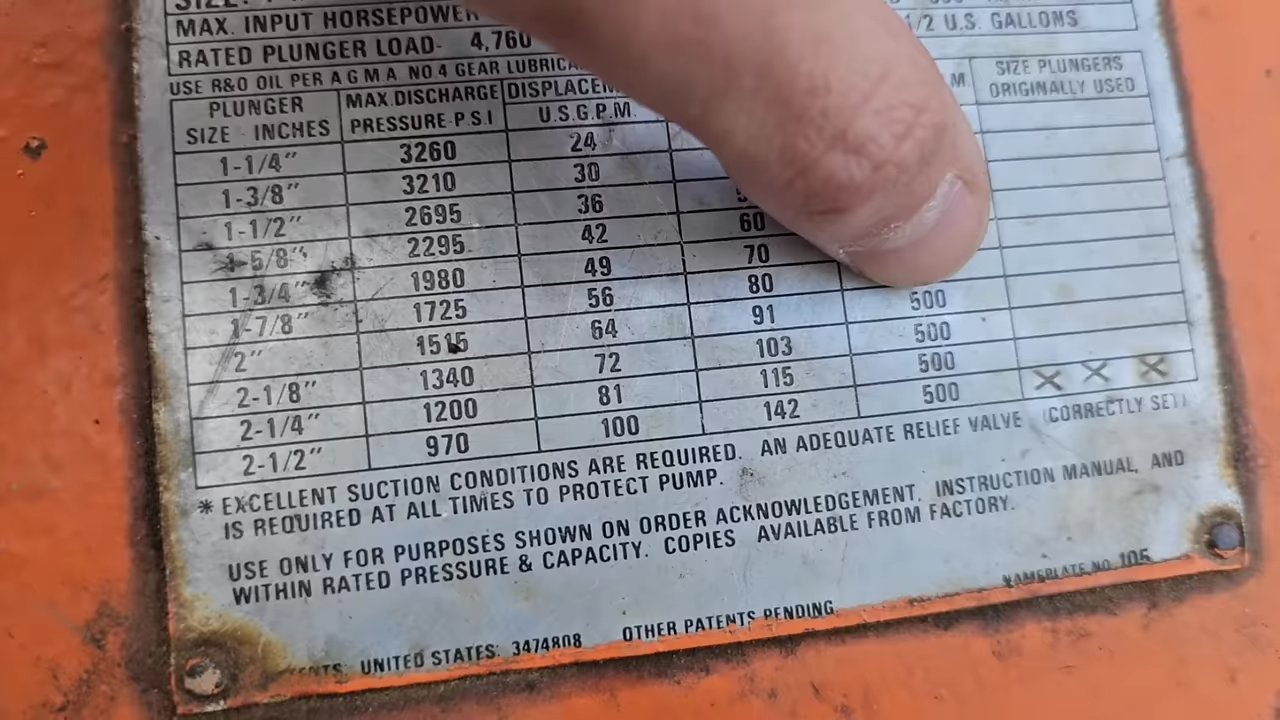 SIZE:
MAX. INPUT HORSEPOWER 1/2 U.S. GALLONS
RATED PLUNGER LOAD- 4,760
USE R&O OIL PER A G M A NO. 4 GEAR
PLUNGER SIZE - INCHES MAX. DISCHARGE PRESSURE-P.S.I U.S.G.P.M. M. SIZE PLUNGERS ORIGINALLY USED
1-1/4" 3260 24
1-3/8" 3210 30
1-1/2" 2695 36
1-5/8" 2295 42 60
1-3/4" 1980 49 70
1-7/8" 1725 56 80
2" 1515 64 91 500
2-1/8" 1340 72 103 500
2-1/4" 1200 81 115 500
2-1/2" 970 100 142 500 X X X
* EXCELLENT SUCTION CONDITIONS ARE REQUIRED. AN ADEQUATE RELIEF VALVE (CORRECTLY SET)
IS REQUIRED AT ALL TIMES TO PROTECT PUMP.
USE ONLY FOR PURPOSES SHOWN ON ORDER ACKNOWLEDGEMENT, INSTRUCTION MANUAL, AND
WITHIN RATED PRESSURE & CAPACITY. COPIES AVAILABLE FROM FACTORY.
NAMEPLATE NO. 105
UNITED STATES: 3474808 OTHER PATENTS PENDING